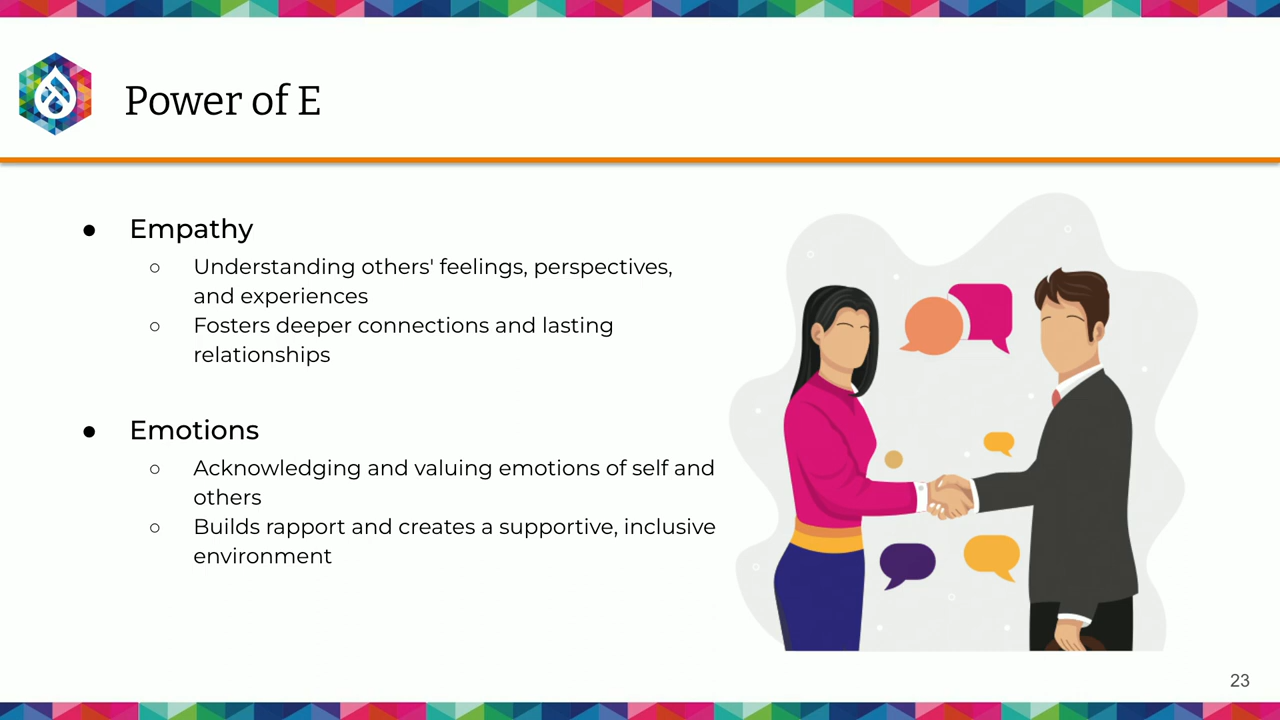 Power of E
● Empathy
○ Understanding others' feelings, perspectives,
and experiences
○ Fosters deeper connections and lasting
relationships
● Emotions
○ Acknowledging and valuing emotions of self and
others
○ Builds rapport and creates a supportive, inclusive
environment
23